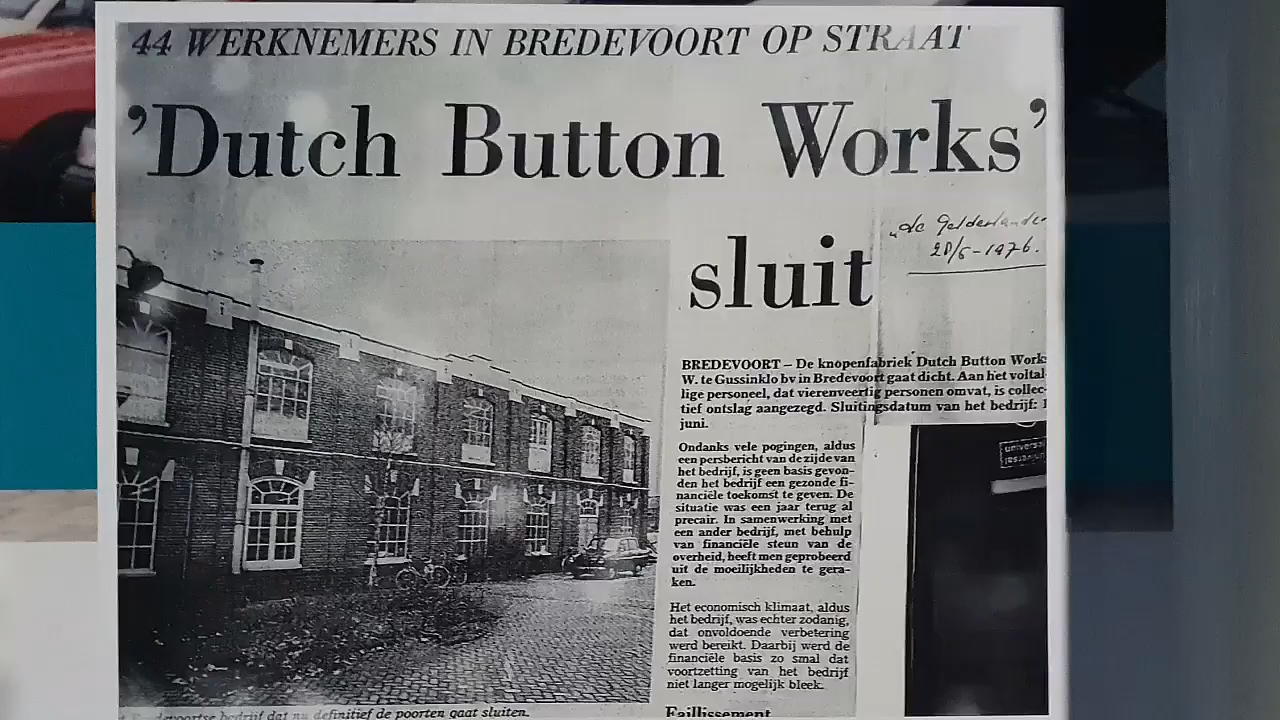 44 WERKNEMERS IN BREDEVOORT OP STRAAT
'Dutch Button Works'
sluit
"de Gelderlande
BREDEVOORT – De knopenfabriek Dutch Button Work
W. te Gussinklo bv in Bredevoort gaat dicht. Aan het voltal-
lige personeel, dat vierenveertig personen omvat, is collec-
tief ontslag aangezegd. Sluitingsdatum van het bedrijf: 1
juni.
Ondanks vele pogingen, aldus
een persbericht van de zijde van
het bedrijf, is geen basis gevon-
den het bedrijf een gezonde fi-
nanciële toekomst te geven. De
situatie was een jaar terug al
precair. In samenwerking met
een ander bedrijf, met behulp
van financiële steun van de
overheid, heeft men geprobeerd
uit de moeilijkheden te gera-
ken.
Het economisch klimaat, aldus
het bedrijf, was echter zodanig,
dat onvoldoende verbetering
werd bereikt. Daarbij werd de
financiële basis zo smal dat
voortzetting van het bedrijf
niet langer mogelijk bleek.
Faillissement
bedrijf dat nu definitief de poorten gaat sluiten.
universal